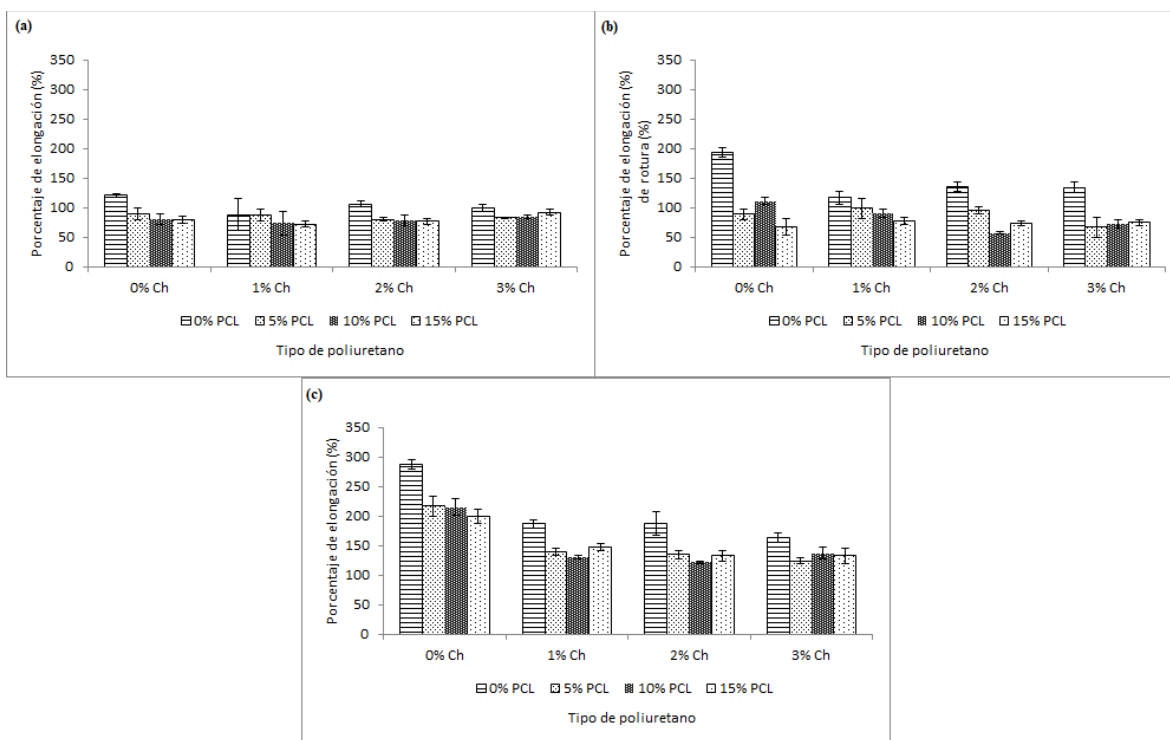 (a)
Porcentaje de elongación (%)
350
300
250
200
150
100
50
0
0% Ch 1% Ch 2% Ch 3% Ch
0% PCL 5% PCL 10% PCL 15% PCL
Tipo de poliuretano
(b)
Porcentaje de elongación (%)
de rotura (%)
350
300
250
200
150
100
50
0
0% Ch 1% Ch 2% Ch 3% Ch
0% PCL 5% PCL 10% PCL 15% PCL
Tipo de poliuretano
(c)
Porcentaje de elongación (%)
350
300
250
200
150
100
50
0
0% Ch 1% Ch 2% Ch 3% Ch
0% PCL 5% PCL 10% PCL 15% PCL
Tipo de poliuretano